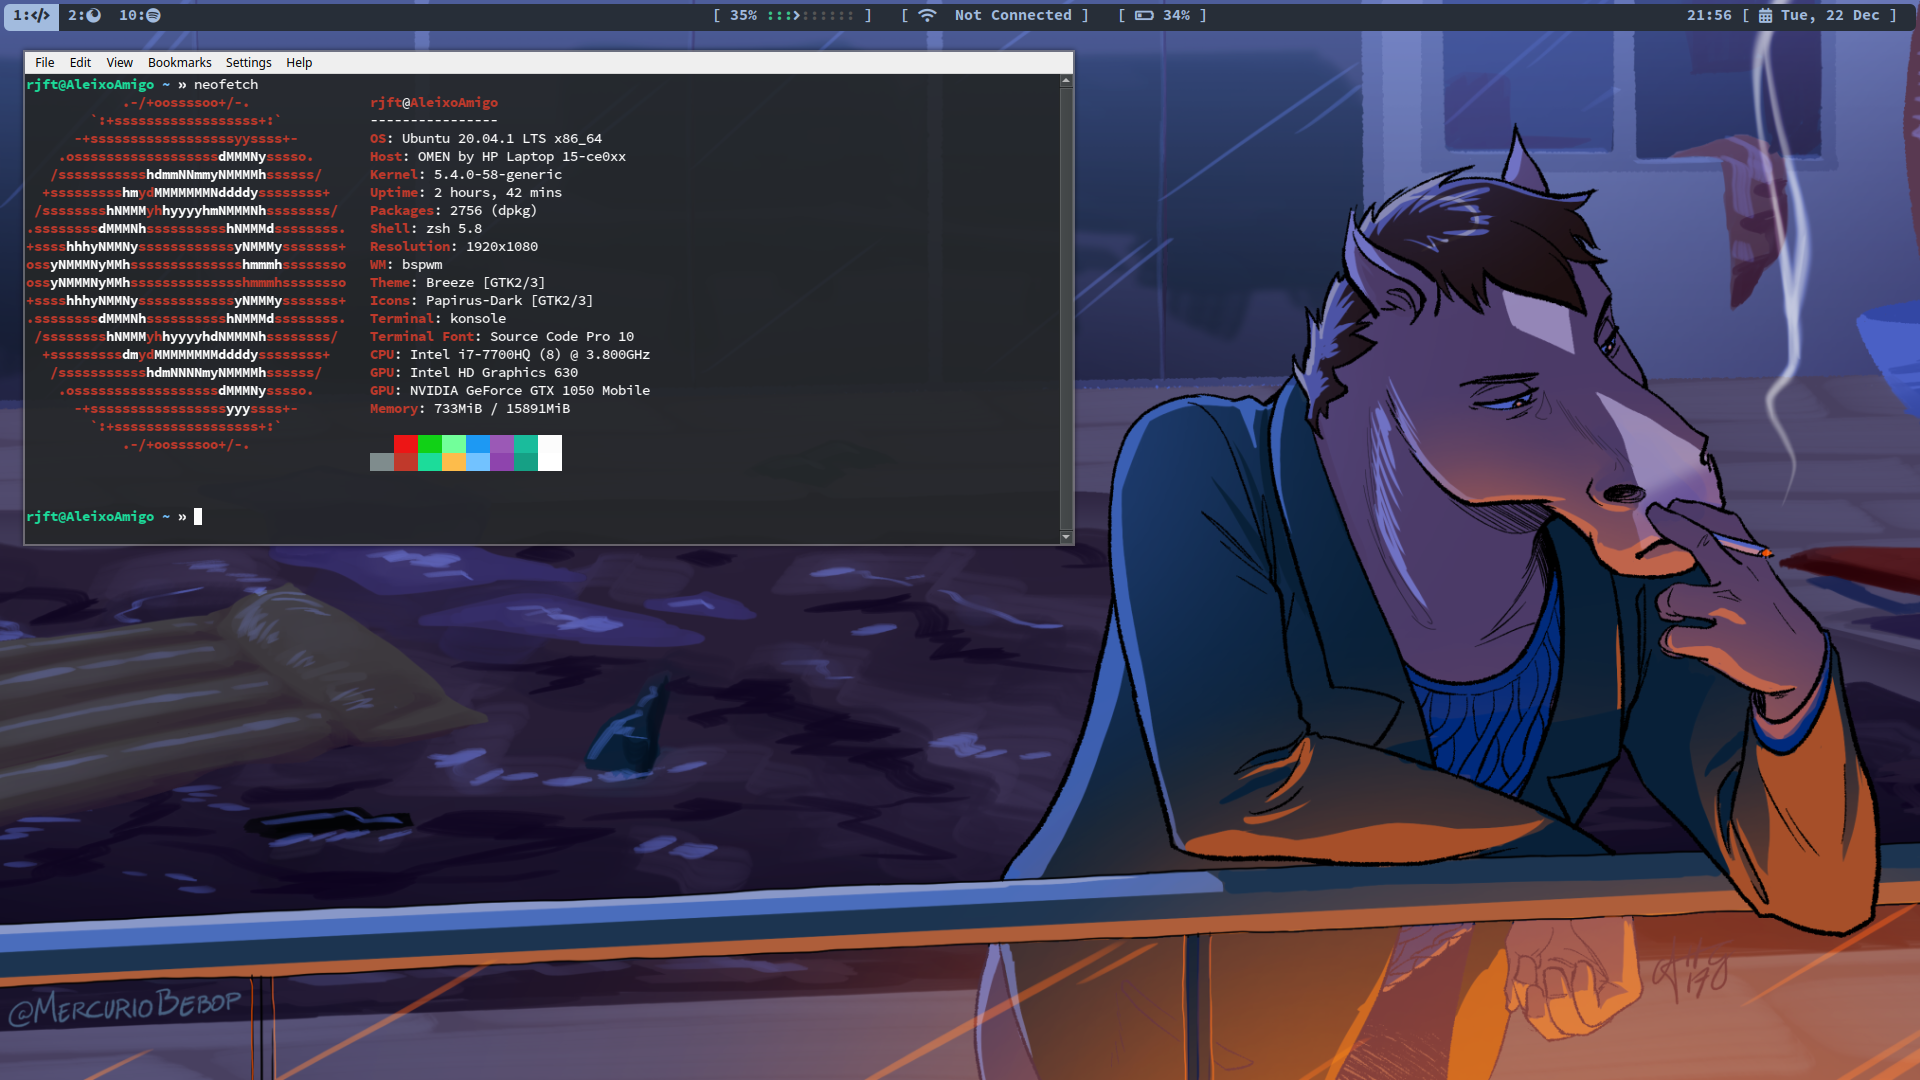 1:</> 2: 10: [ 35% :::>:::::: ] [ Not Connected ] [ 34% ] 21:56 [ Tue, 22 Dec ]
File Edit View Bookmarks Settings Help
rjft@AleixoAmigo ~ » neofetch
.-/+oossssoo+/-. rjft@AleixoAmigo
`:+ssssssssssssssssss+:` ----------------
-+ssssssssssssssssssyyssss+- OS: Ubuntu 20.04.1 LTS x86_64
.ossssssssssssssssssdMMMNysssso. Host: OMEN by HP Laptop 15-ce0xx
/ssssssssssshdmmNNmmyNMMMMhssssss/ Kernel: 5.4.0-58-generic
+ssssssssshmydMMMMMMMNddddyssssssss+ Uptime: 2 hours, 42 mins
/sssssssshNMMMyhhyyyyhmNMMMNhssssssss/ Packages: 2756 (dpkg)
.ssssssssdMMMNhsssssssssshNMMMdssssssss. Shell: zsh 5.8
+sssshhhyNMMNyssssssssssssyNMMMysssssss+ Resolution: 1920x1080
ossyNMMMNyMMhsssssssssssssshmmmhssssssso WM: bspwm
ossyNMMMNyMMhsssssssssssssshmmmhssssssso Theme: Breeze [GTK2/3]
+sssshhhyNMMNyssssssssssssyNMMMysssssss+ Icons: Papirus-Dark [GTK2/3]
.ssssssssdMMMNhsssssssssshNMMMdssssssss. Terminal: konsole
/sssssssshNMMMyhhyyyyhdNMMMNhssssssss/ Terminal Font: Source Code Pro 10
+sssssssssdmydMMMMMMMMddddyssssssss+ CPU: Intel i7-7700HQ (8) @ 3.800GHz
/ssssssssssshdmNNNNmyNMMMMhssssss/ GPU: Intel HD Graphics 630
.ossssssssssssssssssdMMMNysssso. GPU: NVIDIA GeForce GTX 1050 Mobile
-+sssssssssssssssssyyyssss+- Memory: 733MiB / 15891MiB
`:+ssssssssssssssssss+:`
.-/+oossssoo+/-.
rjft@AleixoAmigo ~ »
@MERCURIOBEBOP